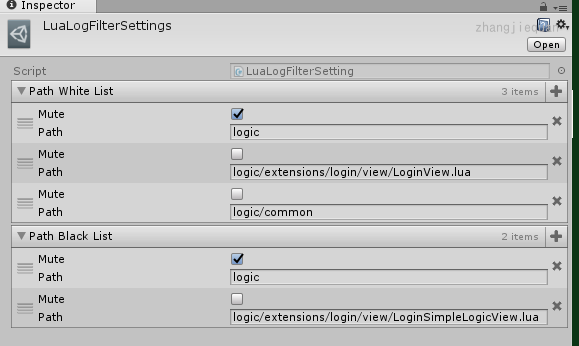 Inspector
LuaLogFilterSettings
Open
Script
LuaLogFilterSetting
Path White List
3 items
Mute
Path
logic
Mute
Path
logic/extensions/login/view/LoginView.lua
Mute
Path
logic/common
Path Black List
2 items
Mute
Path
logic
Mute
Path
logic/extensions/login/view/LoginSimpleLogicView.lua